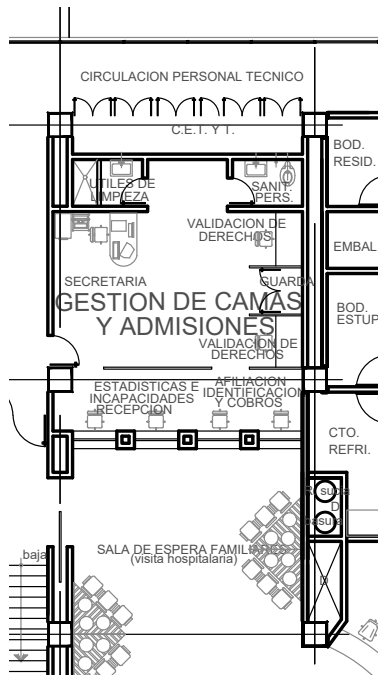 CIRCULACION PERSONAL TECNICO
C.E.T. Y T.
BOD.
RESID.
UTILES DE
LIMPIEZA
SANIT.
PERS.
VALIDACION DE
DERECHOS
EMBAL
SECRETARIA
GUARDA
GESTION DE CAMAS
Y ADMISIONES
BOD.
ESTUP
VALIDACION DE
DERECHOS
ESTADISTICAS E
INCAPACIDADES
RECEPCION
AFILIACION
IDENTIFICACION
Y COBROS
CTO.
REFRI.
R. sucia
D
basura
baja
SALA DE ESPERA FAMILIARES
(visita hospitalaria)
D